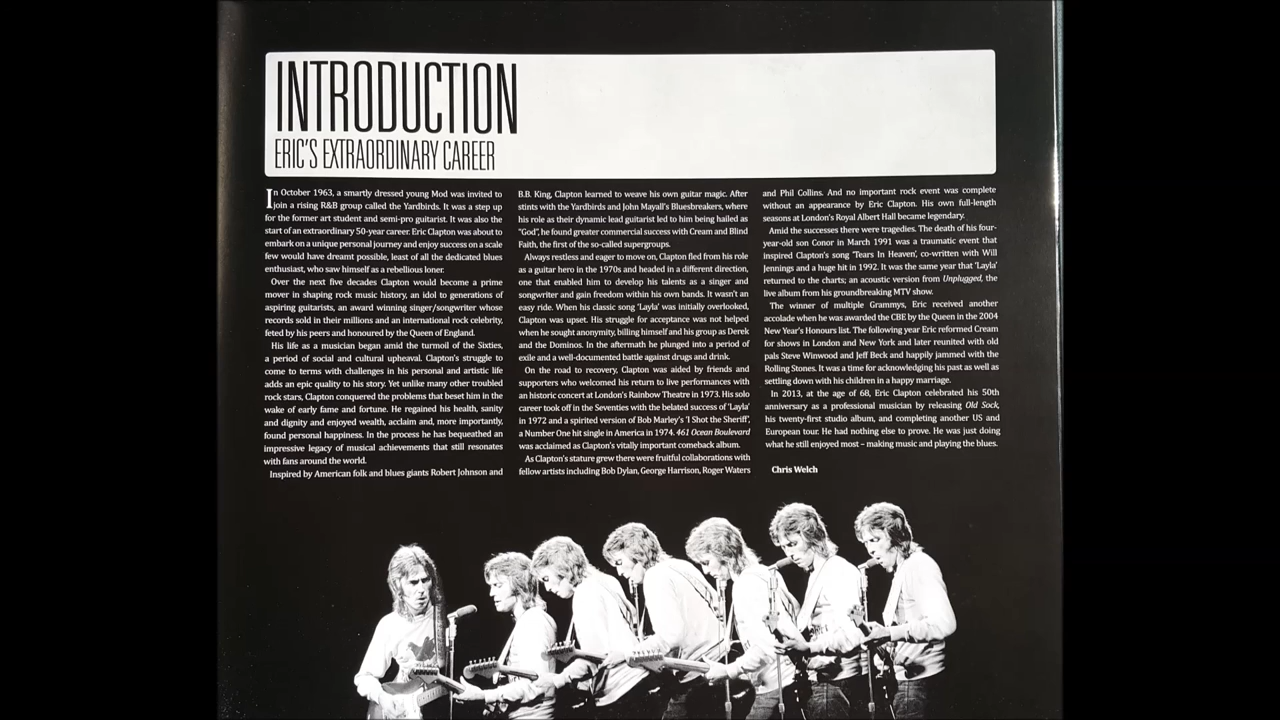 INTRODUCTION
ERIC'S EXTRAORDINARY CAREER
In October 1963, a smartly dressed young Mod was invited to
join a rising R&B group called the Yardbirds. It was a step up
for the former art student and semi-pro guitarist. It was also the
start of an extraordinary 50-year career. Eric Clapton was about to
embark on a unique personal journey and enjoy success on a scale
few would have dreamt possible, least of all the dedicated blues
enthusiast, who saw himself as a rebellious loner.
Over the next five decades Clapton would become a prime
mover in shaping rock music history, an idol to generations of
aspiring guitarists, an award winning singer/songwriter whose
records sold in their millions and an international rock celebrity,
feted by his peers and honoured by the Queen of England.
His life as a musician began amid the turmoil of the Sixties,
a period of social and cultural upheaval. Clapton's struggle to
come to terms with challenges in his personal and artistic life
adds an epic quality to his story. Yet unlike many other troubled
rock stars, Clapton conquered the problems that beset him in the
wake of early fame and fortune. He regained his health, sanity
and dignity and enjoyed wealth, acclaim and, more importantly,
found personal happiness. In the process he has bequeathed an
impressive legacy of musical achievements that still resonates
with fans around the world.
Inspired by American folk and blues giants Robert Johnson and
B.B. King, Clapton learned to weave his own guitar magic. After
stints with the Yardbirds and John Mayall's Bluesbreakers, where
his role as their dynamic lead guitarist led to him being hailed as
"God", he found greater commercial success with Cream and Blind
Faith, the first of the so-called supergroups.
Always restless and eager to move on, Clapton fled from his role
as a guitar hero in the 1970s and headed in a different direction,
one that enabled him to develop his talents as a singer and
songwriter and gain freedom within his own bands. It wasn't an
easy ride. When his classic song 'Layla' was initially overlooked,
Clapton was upset. His struggle for acceptance was not helped
when he sought anonymity, billing himself and his group as Derek
and the Dominos. In the aftermath he plunged into a period of
exile and a well-documented battle against drugs and drink.
On the road to recovery, Clapton was aided by friends and
supporters who welcomed his return to live performances with
an historic concert at London's Rainbow Theatre in 1973. His solo
career took off in the Seventies with the belated success of 'Layla'
in 1972 and a spirited version of Bob Marley's 'I Shot the Sheriff',
a Number One hit single in America in 1974. 461 Ocean Boulevard
was acclaimed as Clapton's vitally important comeback album.
As Clapton's stature grew there were fruitful collaborations with
fellow artists including Bob Dylan, George Harrison, Roger Waters
and Phil Collins. And no important rock event was complete
without an appearance by Eric Clapton. His own full-length
seasons at London's Royal Albert Hall became legendary.
Amid the successes there were tragedies. The death of his four-
year-old son Conor in March 1991 was a traumatic event that
inspired Clapton's song 'Tears In Heaven', co-written with Will
Jennings and a huge hit in 1992. It was the same year that 'Layla'
returned to the charts; an acoustic version from Unplugged, the
live album from his groundbreaking MTV show.
The winner of multiple Grammys, Eric received another
accolade when he was awarded the CBE by the Queen in the 2004
New Year's Honours list. The following year Eric reformed Cream
for shows in London and New York and later reunited with old
pals Steve Winwood and Jeff Beck and happily jammed with the
Rolling Stones. It was a time for acknowledging his past as well as
settling down with his children in a happy marriage.
In 2013, at the age of 68, Eric Clapton celebrated his 50th
anniversary as a professional musician by releasing Old Sock,
his twenty-first studio album, and completing another US and
European tour. He had nothing else to prove. He was just doing
what he still enjoyed most – making music and playing the blues.
Chris Welch